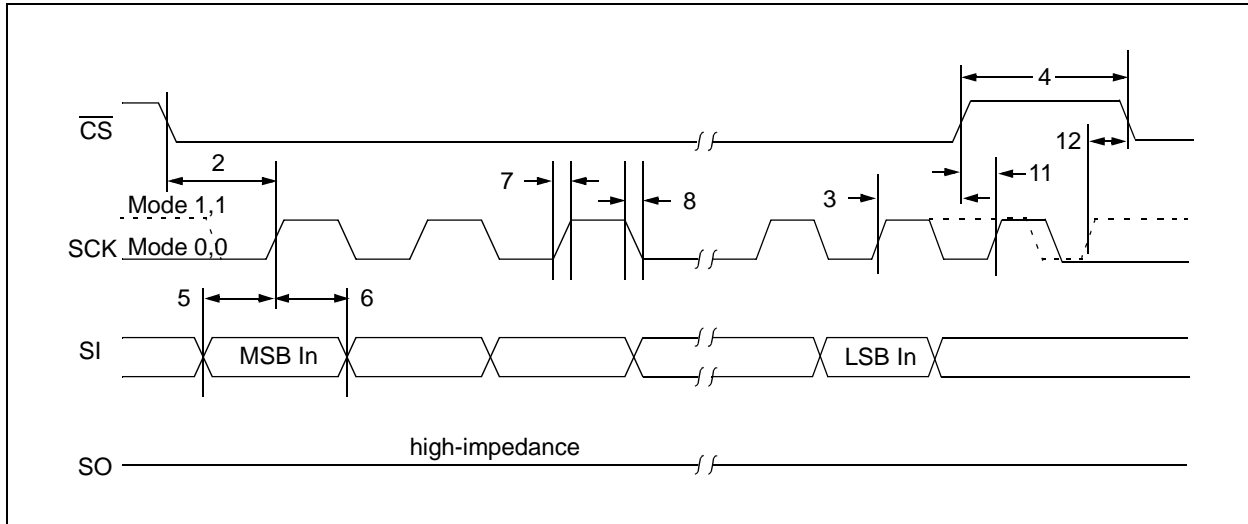 4
CS
12
2
7
11
3
8
Mode 1,1
SCK Mode 0,0
5
6
SI
MSB In
LSB In
high-impedance
SO